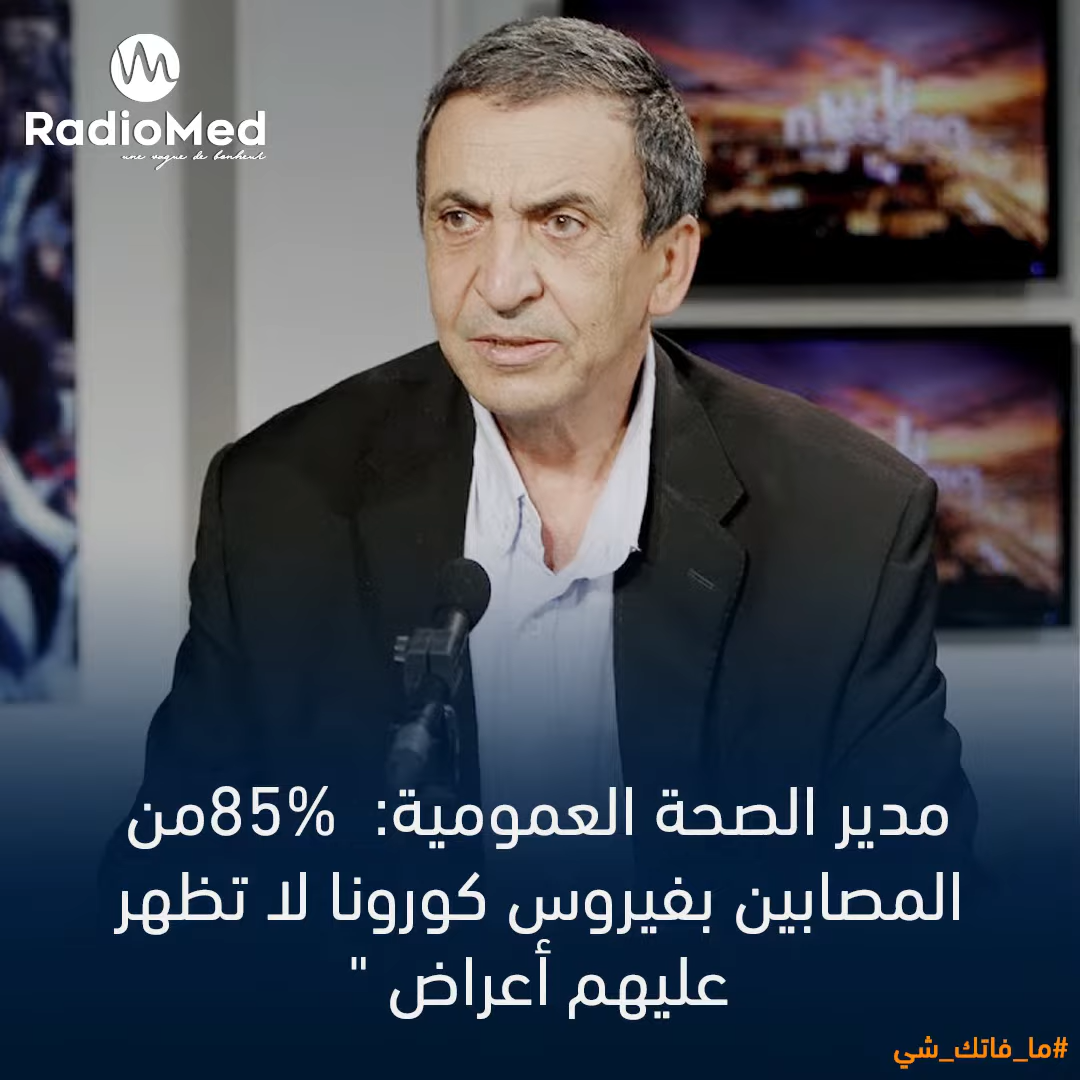 RadioMed
une vague de bonheur
مدير الصحة العمومية: 85%من
المصابين بفيروس كورونا لا تظهر
عليهم أعراض "
#ما_فاتك_شي